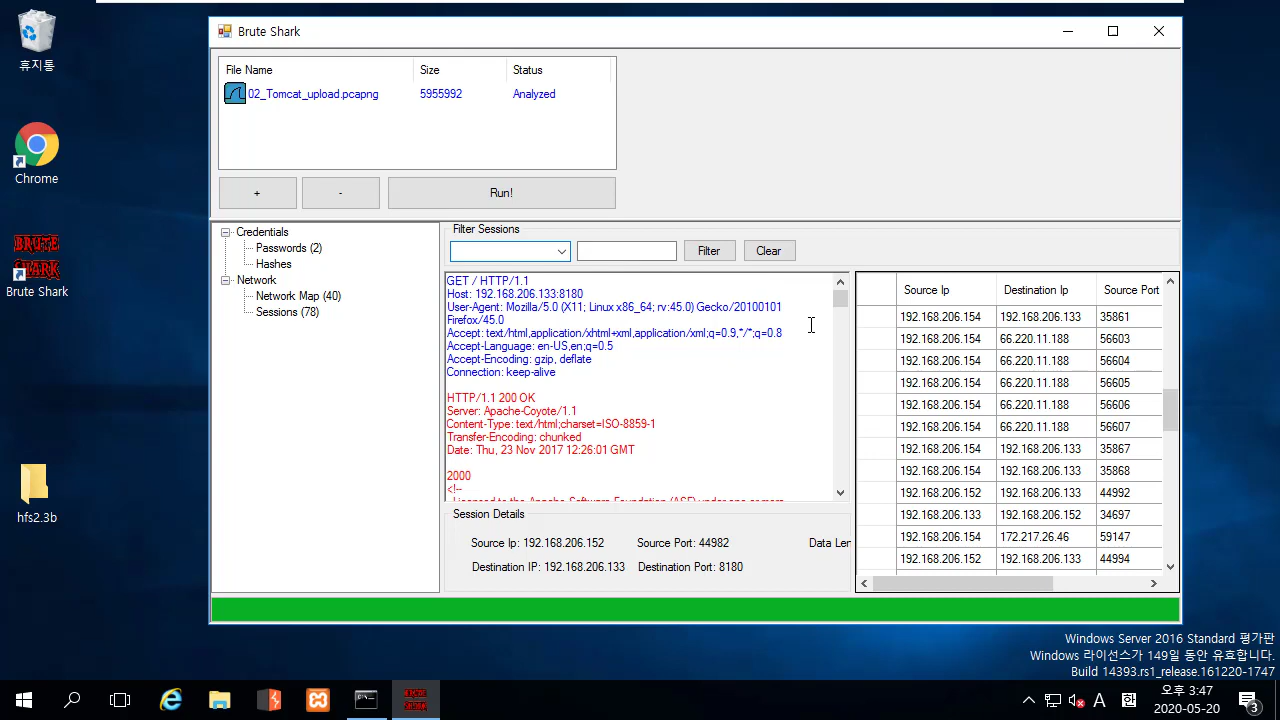 휴지통
Chrome
Brute Shark
hfs2.3b
BRUTE
SHARK
Brute Shark
File Name Size Status
02_Tomcat_upload.pcapng 5955992 Analyzed
+ - Run!
Credentials
Passwords (2)
Hashes
Network
Network Map (40)
Sessions (78)
Filter Sessions
Filter Clear
GET / HTTP/1.1
Host: 192.168.206.133:8180
User-Agent: Mozilla/5.0 (X11; Linux x86_64; rv:45.0) Gecko/20100101
Firefox/45.0
Accept: text/html,application/xhtml+xml,application/xml;q=0.9,*/*;q=0.8
Accept-Language: en-US,en;q=0.5
Accept-Encoding: gzip, deflate
Connection: keep-alive
HTTP/1.1 200 OK
Server: Apache-Coyote/1.1
Content-Type: text/html;charset=ISO-8859-1
Transfer-Encoding: chunked
Date: Thu, 23 Nov 2017 12:26:01 GMT
2000
<!--
Licensed to the Apache Software Foundation (ASF) under one or more
Session Details
Source Ip: 192.168.206.152 Source Port: 44982 Data Len
Destination IP: 192.168.206.133 Destination Port: 8180
Source Ip Destination Ip Source Port
192.168.206.154 192.168.206.133 35861
192.168.206.154 66.220.11.188 56603
192.168.206.154 66.220.11.188 56604
192.168.206.154 66.220.11.188 56605
192.168.206.154 66.220.11.188 56606
192.168.206.154 66.220.11.188 56607
192.168.206.154 192.168.206.133 35867
192.168.206.154 192.168.206.133 35868
192.168.206.152 192.168.206.133 44992
192.168.206.133 192.168.206.152 34697
192.168.206.154 172.217.26.46 59147
192.168.206.152 192.168.206.133 44994
Windows Server 2016 Standard 평가판
Windows 라이선스가 149일 동안 유효합니다.
Build 14393.rs1_release.161220-1747
A 오후 3:47
2020-05-20
3